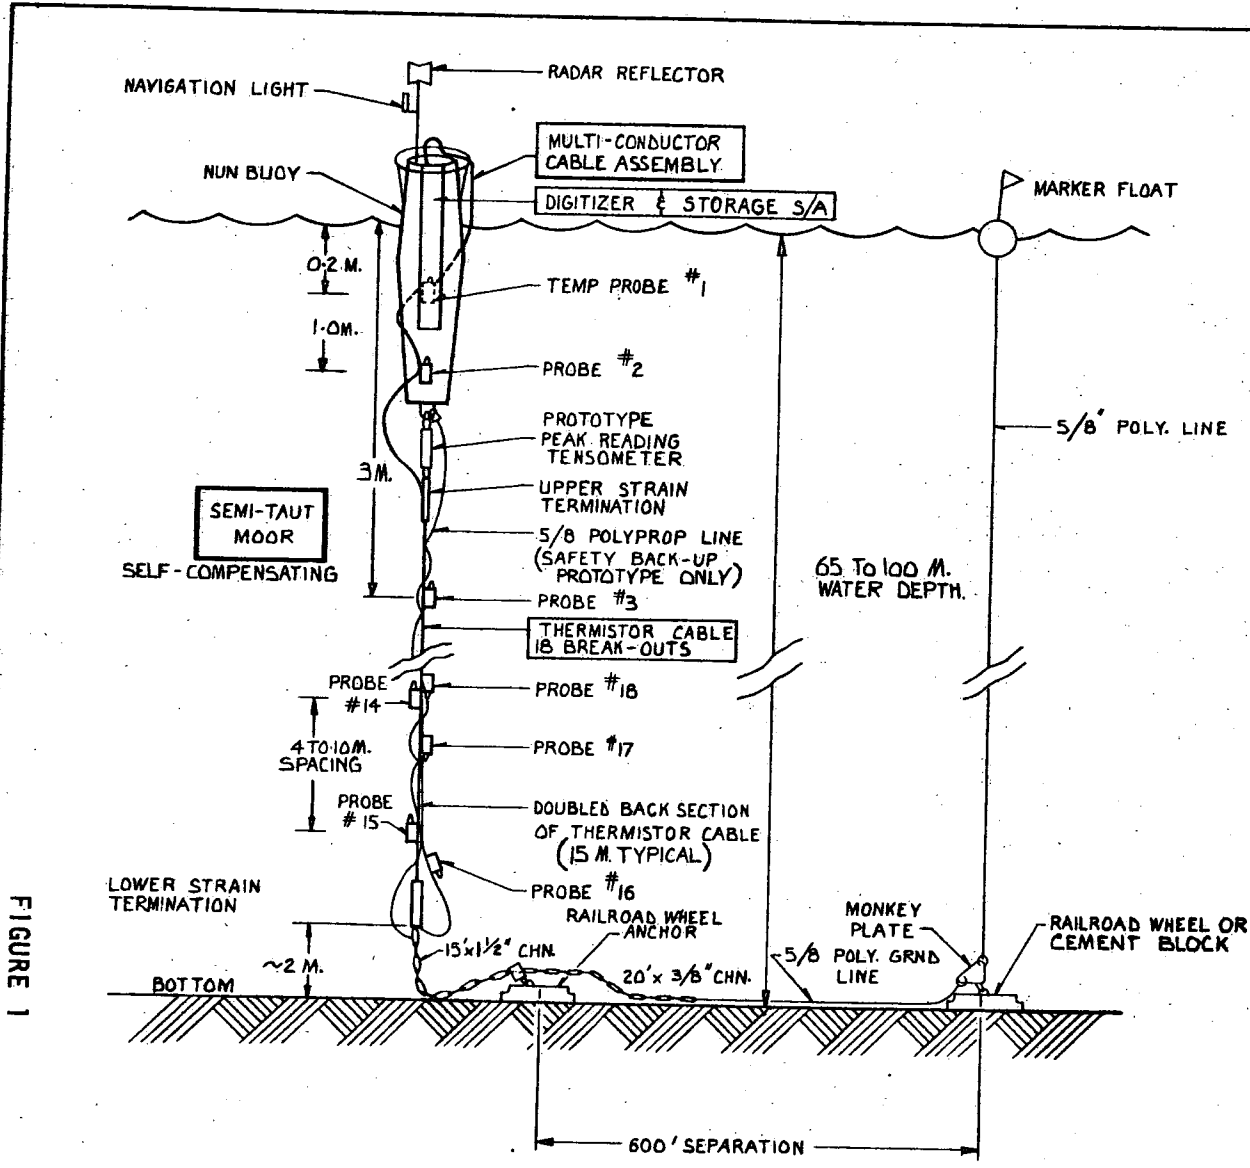 RADAR REFLECTOR
NAVIGATION LIGHT
MULTI-CONDUCTOR
CABLE ASSEMBLY
NUN BUOY
MARKER FLOAT
DIGITIZER & STORAGE S/A
0.2 M.
TEMP PROBE #1
1.0M.
PROBE #2
PROTOTYPE
PEAK READING
TENSOMETER
5/8" POLY. LINE
3 M.
UPPER STRAIN
TERMINATION
SEMI-TAUT
MOOR
SELF-COMPENSATING
5/8 POLYPROP LINE
(SAFETY BACK-UP
PROTOTYPE ONLY)
65 TO 100 M.
WATER DEPTH.
PROBE #3
THERMISTOR CABLE
18 BREAK-OUTS
PROBE
#14
PROBE #18
4 TO 10M.
SPACING
PROBE #17
PROBE
#15
DOUBLED BACK SECTION
OF THERMISTOR CABLE
(15 M. TYPICAL)
PROBE #16
LOWER STRAIN
TERMINATION
RAILROAD WHEEL
ANCHOR
MONKEY
PLATE
RAILROAD WHEEL OR
CEMENT BLOCK
~2 M.
15'x1 1/2" CHN.
20' x 3/8" CHN.
5/8 POLY. GRND
LINE
BOTTOM
600' SEPARATION
FIGURE 1